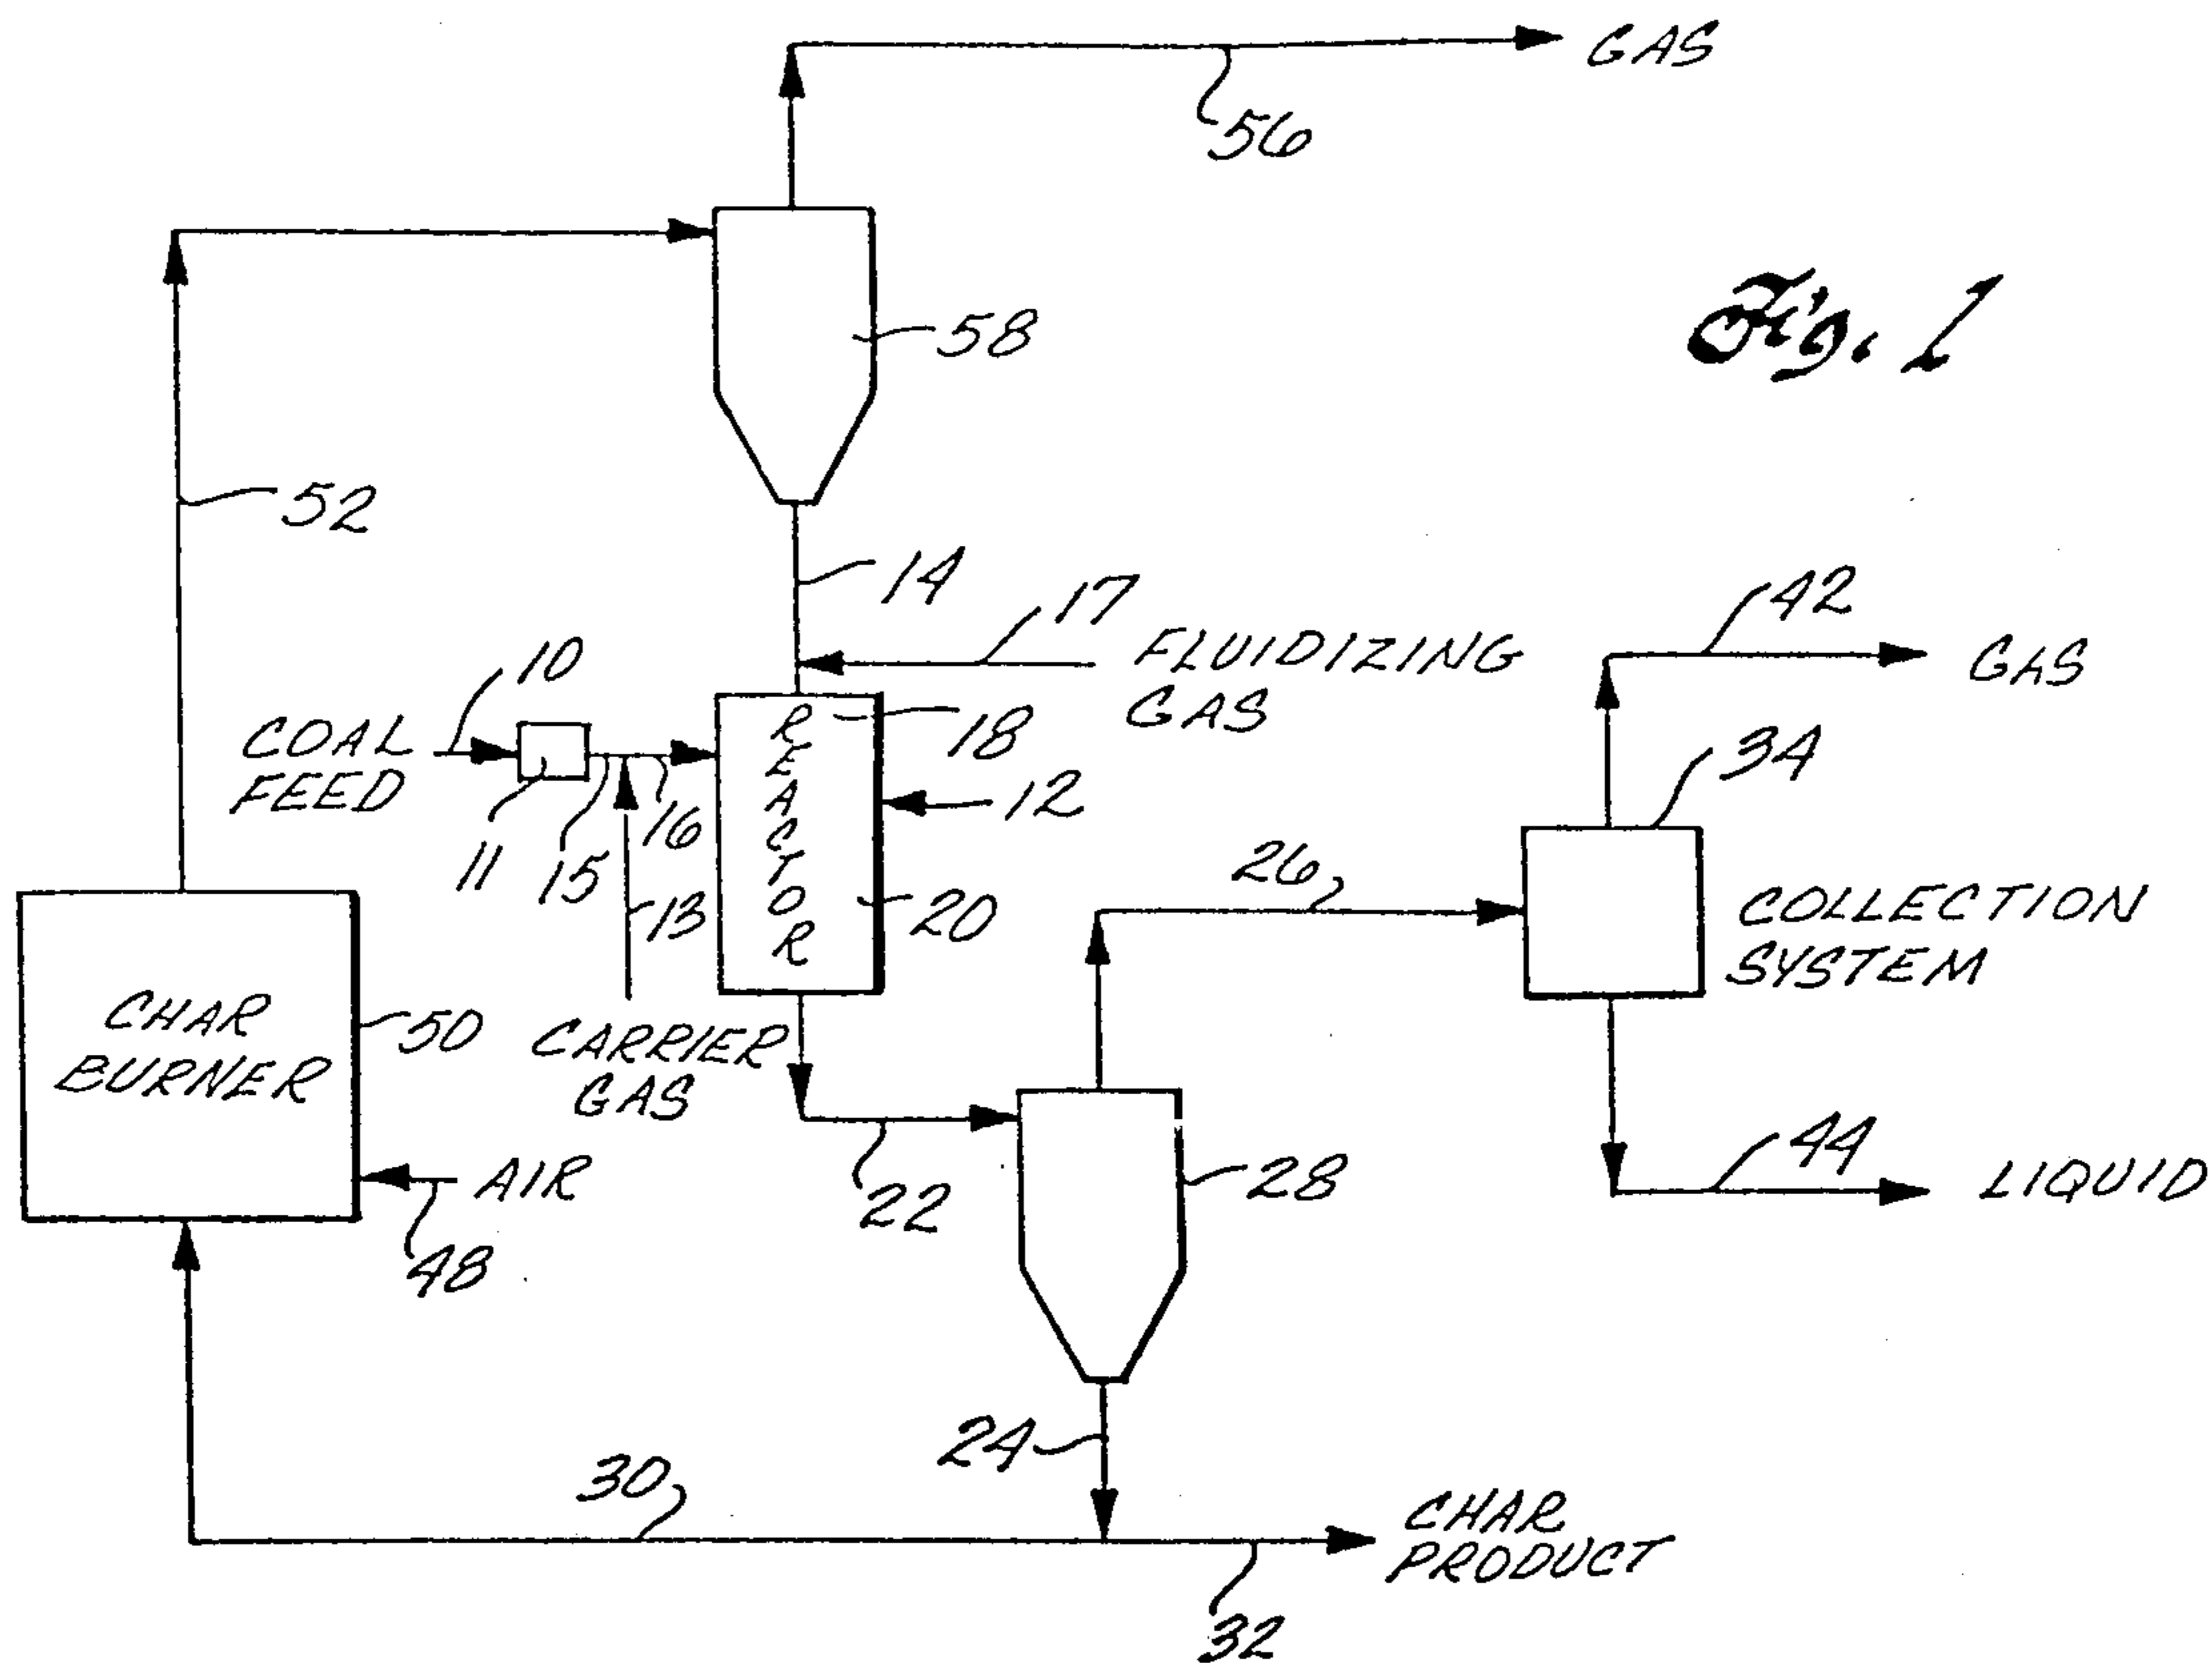 GAS
56
58
Fig. 1
52
14
17
FLUIDIZING
GAS
42
GAS
10
COAL
FEED
18
34
REACTOR
12
11
15
16
13
20
26
COLLECTION
SYSTEM
CHAR
BURNER
50
CARRIER
GAS
AIR
48
22
28
44
LIQUID
24
30
CHAR
PRODUCT
32